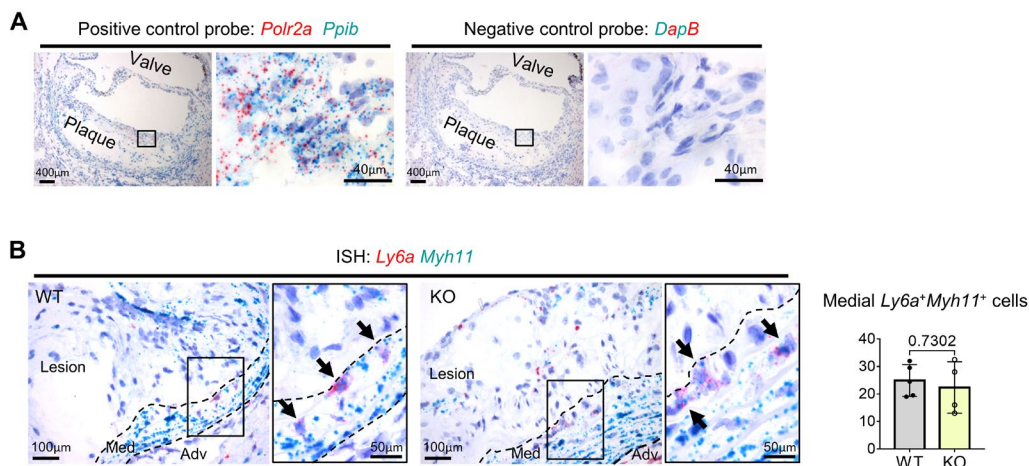 A
Positive control probe: Polr2a Ppib
Negative control probe: DapB
Valve
Plaque
400µm
40µm
Valve
Plaque
400µm
40µm
B
ISH: Ly6a Myh11
WT
Lesion
100µm
Med
Adv
50µm
KO
Lesion
100µm
Med
Adv
50µm
Medial Ly6a⁺Myh11⁺ cells
0.7302
40
30
20
10
0
WT
KO